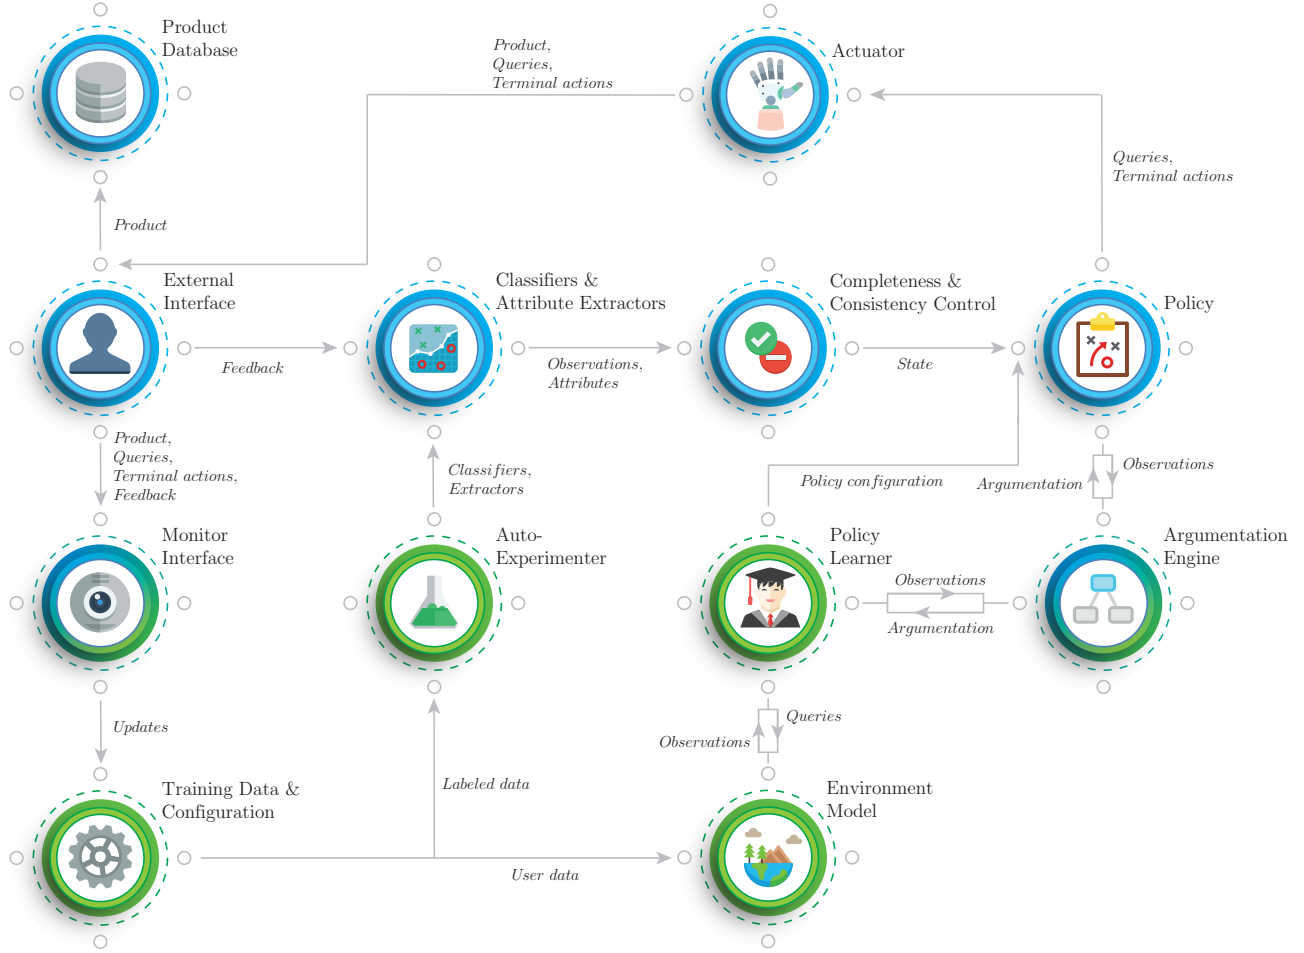 Product
Database
Product,
Queries,
Terminal actions
Actuator
Queries,
Terminal actions
Product
External
Interface
Classifiers &
Attribute Extractors
Completeness &
Consistency Control
Policy
Feedback
Observations,
Attributes
State
Product,
Queries,
Terminal actions,
Feedback
Classifiers,
Extractors
Policy configuration
Argumentation
Observations
Monitor
Interface
Auto-
Experimenter
Policy
Learner
Observations
Argumentation
Argumentation
Engine
Updates
Observations
Queries
Labeled data
Training Data &
Configuration
Environment
Model
User data